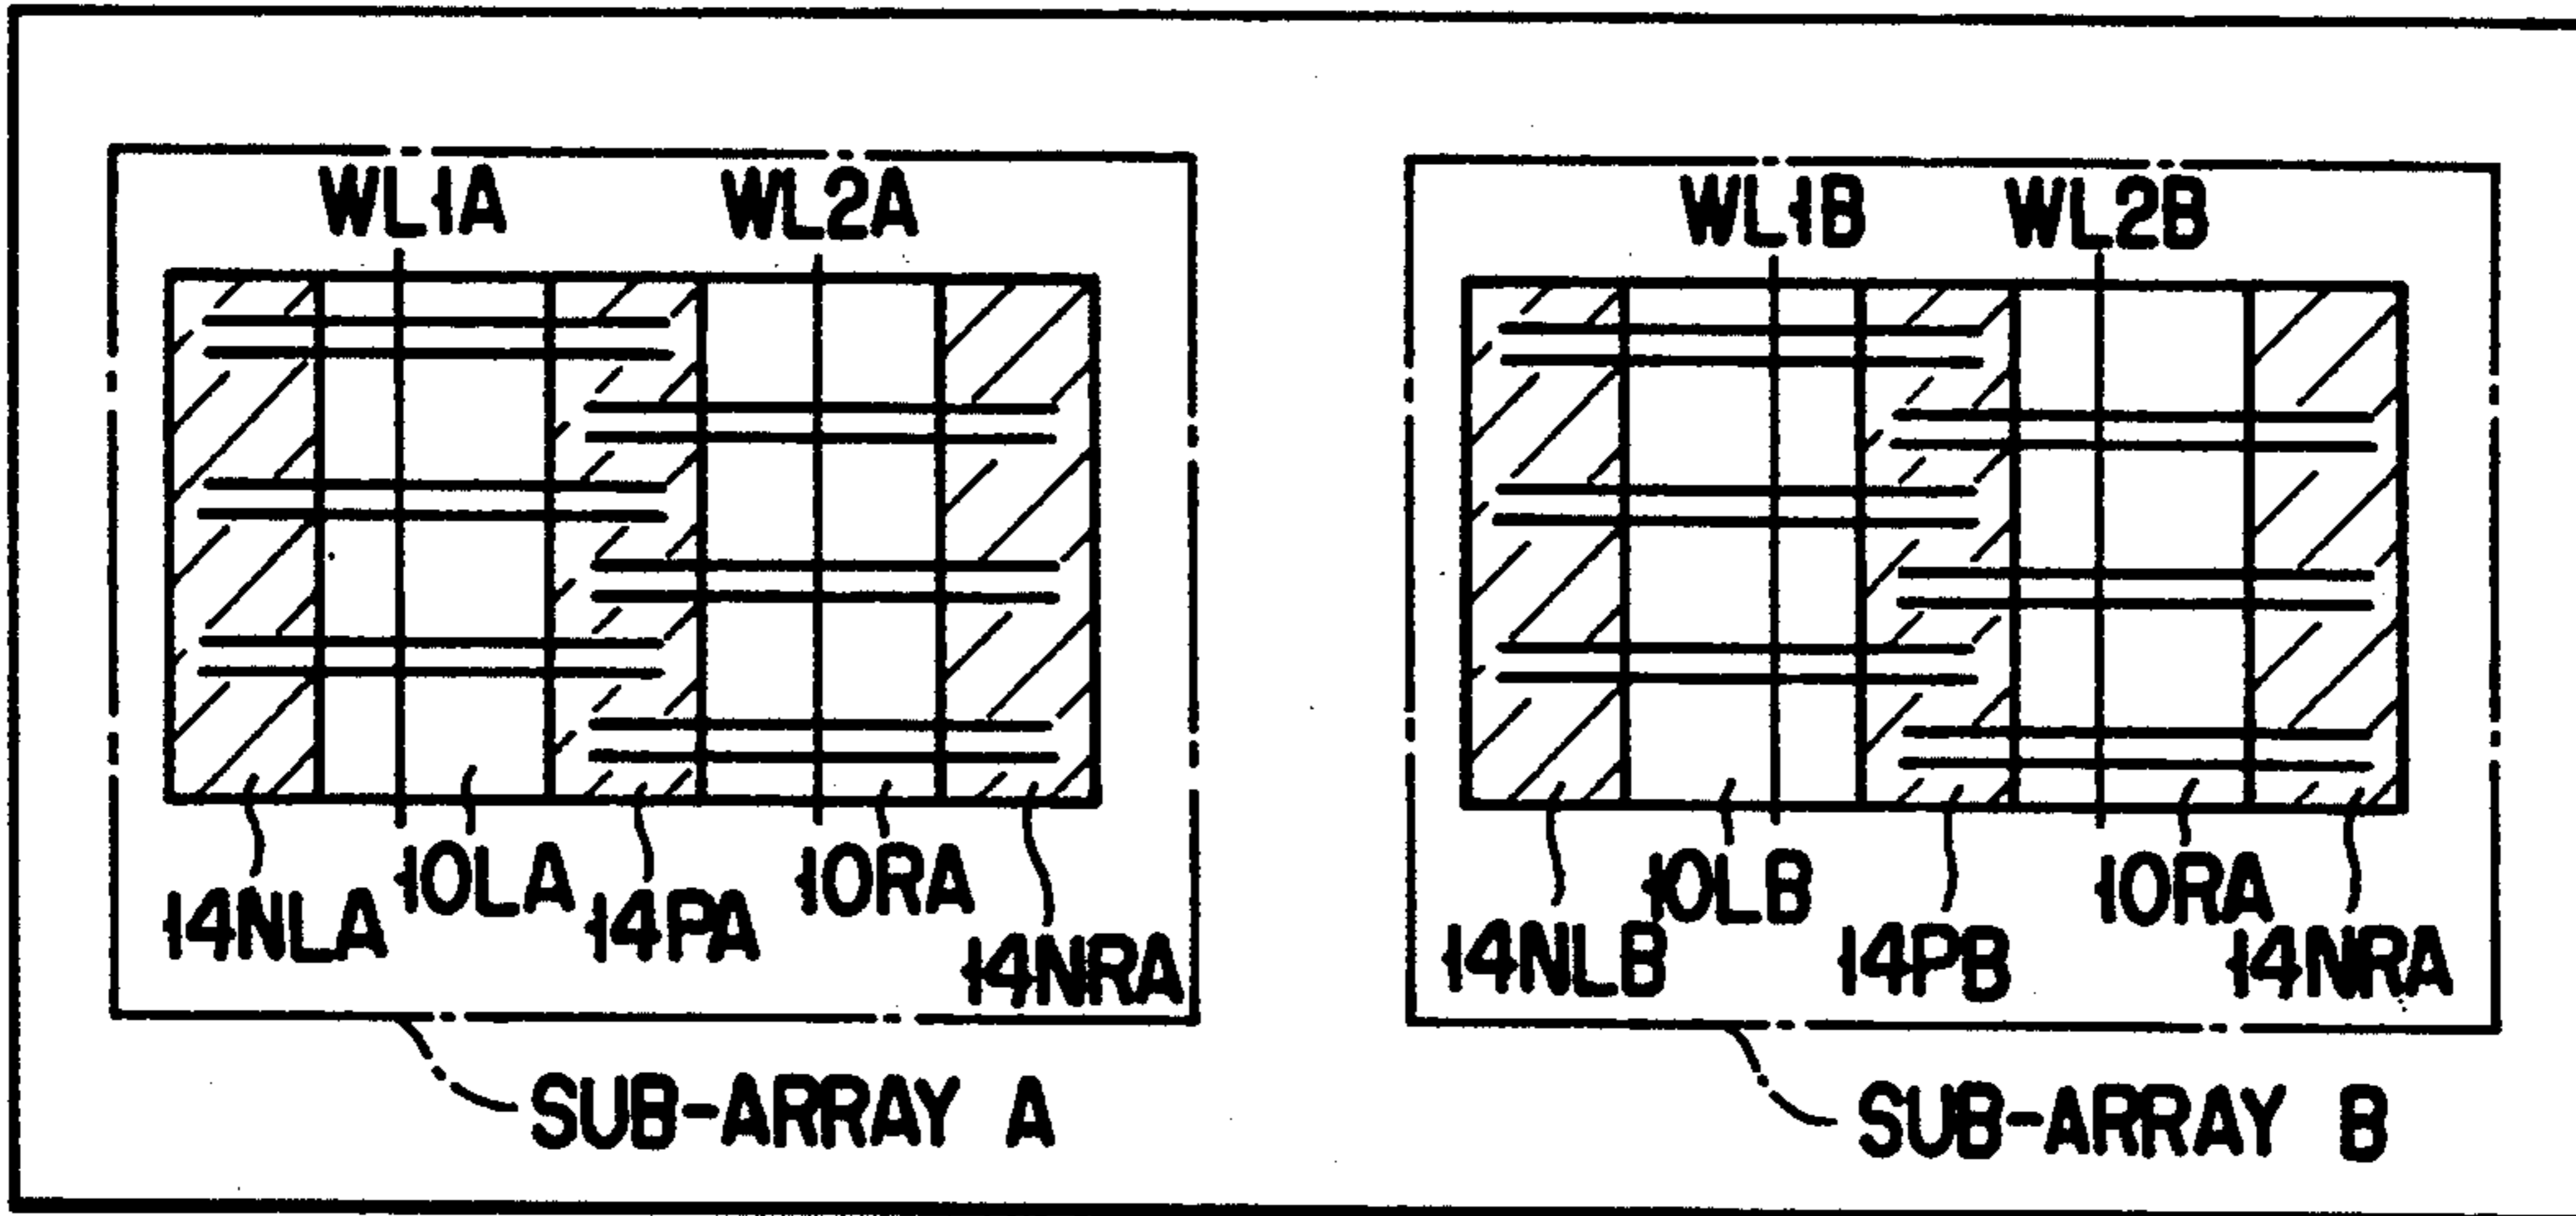 WL1A WL2A
10LA 10RA
14NLA 14PA
14NRA
SUB-ARRAY A
WL1B WL2B
10LB 10RA
14NLB 14PB 14NRA
SUB-ARRAY B